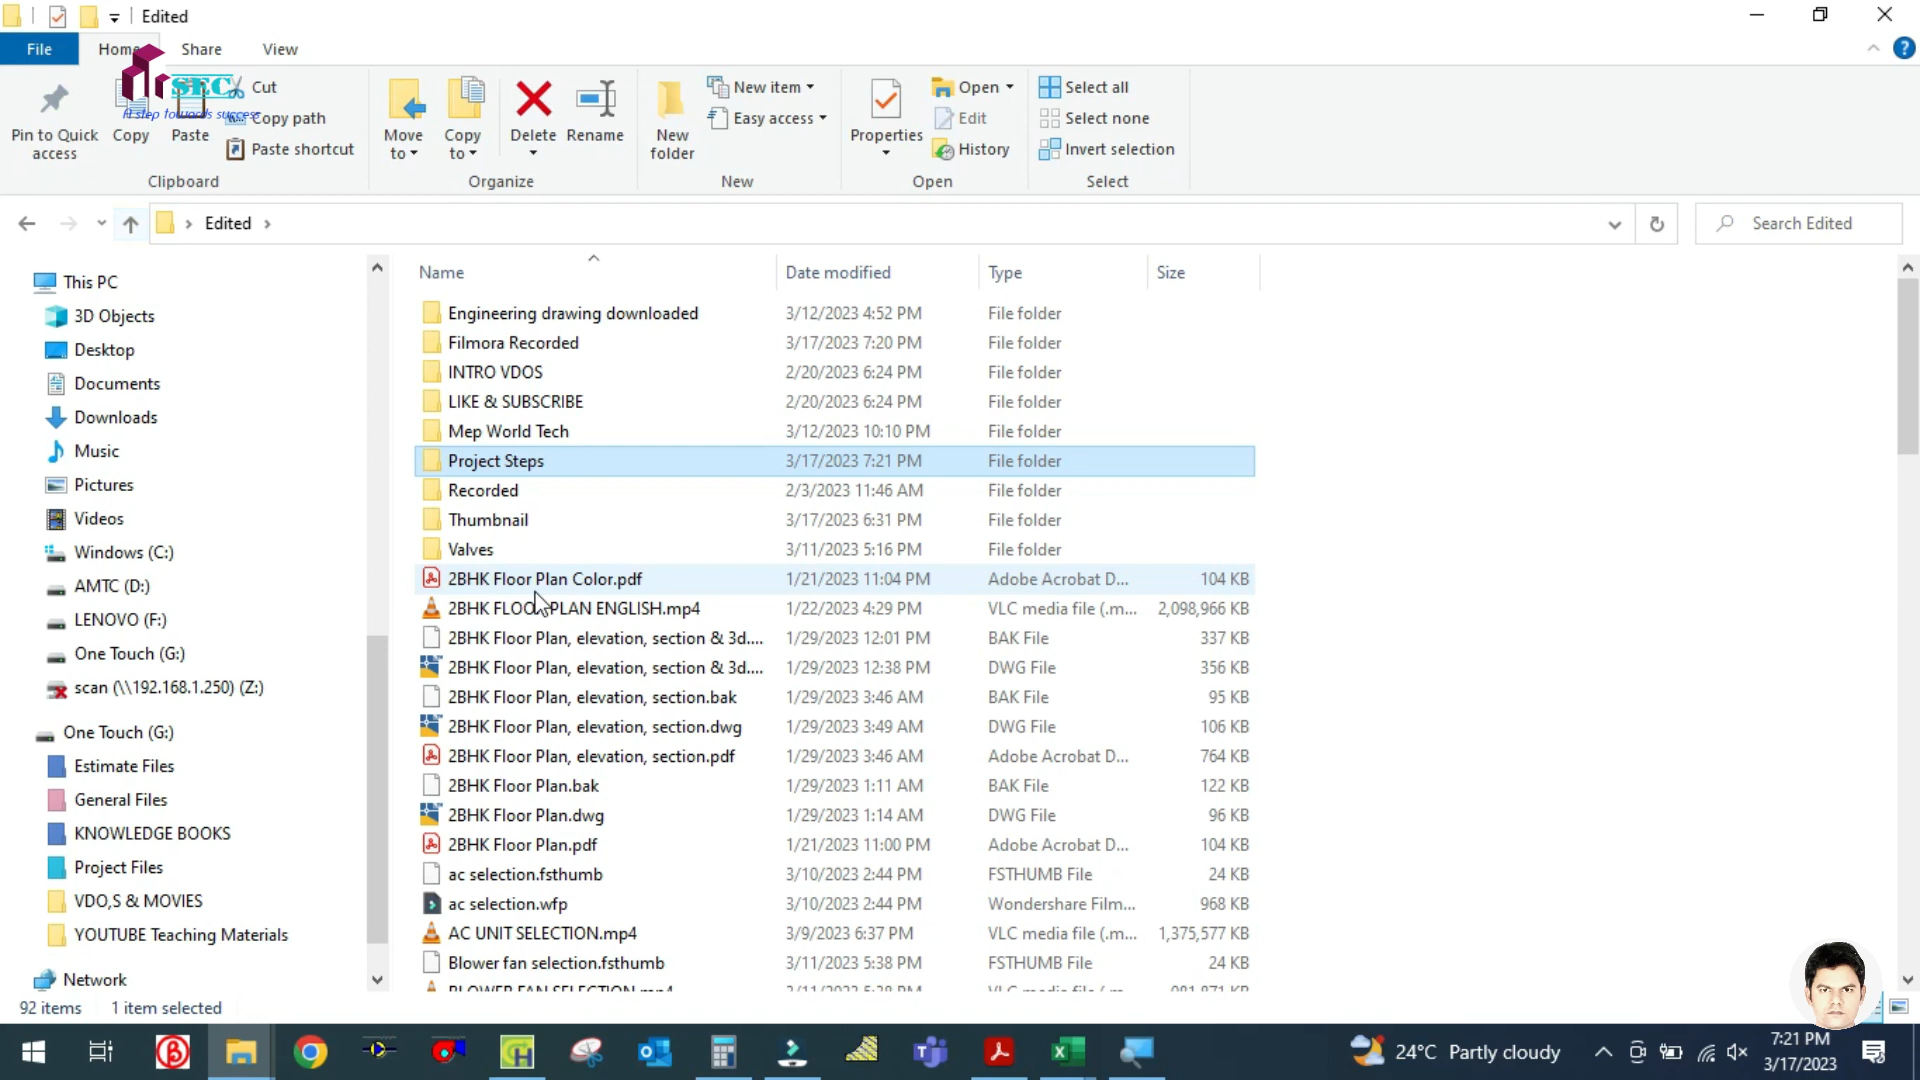 Edited
File Home Share View
Pin to Quick access
Copy
Paste
Cut
Copy path
Paste shortcut
Clipboard
SEC
A step towards success
Move to
Copy to
Delete
Rename
Organize
New folder
New item
Easy access
New
Properties
Open
Edit
History
Open
Select all
Select none
Invert selection
Select
Edited
Search Edited
This PC
3D Objects
Desktop
Documents
Downloads
Music
Pictures
Videos
Windows (C:)
AMTC (D:)
LENOVO (F:)
One Touch (G:)
scan (\\192.168.1.250) (Z:)
One Touch (G:)
Estimate Files
General Files
KNOWLEDGE BOOKS
Project Files
VDO,S & MOVIES
YOUTUBE Teaching Materials
Network
Name Date modified Type Size
Engineering drawing downloaded 3/12/2023 4:52 PM File folder
Filmora Recorded 3/17/2023 7:20 PM File folder
INTRO VDOS 2/20/2023 6:24 PM File folder
LIKE & SUBSCRIBE 2/20/2023 6:24 PM File folder
Mep World Tech 3/12/2023 10:10 PM File folder
Project Steps 3/17/2023 7:21 PM File folder
Recorded 2/3/2023 11:46 AM File folder
Thumbnail 3/17/2023 6:31 PM File folder
Valves 3/11/2023 5:16 PM File folder
2BHK Floor Plan Color.pdf 1/21/2023 11:04 PM Adobe Acrobat D... 104 KB
2BHK FLOOR PLAN ENGLISH.mp4 1/22/2023 4:29 PM VLC media file (.m... 2,098,966 KB
2BHK Floor Plan, elevation, section & 3d.... 1/29/2023 12:01 PM BAK File 337 KB
2BHK Floor Plan, elevation, section & 3d.... 1/29/2023 12:38 PM DWG File 356 KB
2BHK Floor Plan, elevation, section.bak 1/29/2023 3:46 AM BAK File 95 KB
2BHK Floor Plan, elevation, section.dwg 1/29/2023 3:49 AM DWG File 106 KB
2BHK Floor Plan, elevation, section.pdf 1/29/2023 3:46 AM Adobe Acrobat D... 764 KB
2BHK Floor Plan.bak 1/29/2023 1:11 AM BAK File 122 KB
2BHK Floor Plan.dwg 1/29/2023 1:14 AM DWG File 96 KB
2BHK Floor Plan.pdf 1/21/2023 11:00 PM Adobe Acrobat D... 104 KB
ac selection.fsthumb 3/10/2023 2:44 PM FSTHUMB File 24 KB
ac selection.wfp 3/10/2023 2:44 PM Wondershare Film... 968 KB
AC UNIT SELECTION.mp4 3/9/2023 6:37 PM VLC media file (.m... 1,375,577 KB
Blower fan selection.fsthumb 3/11/2023 5:38 PM FSTHUMB File 24 KB
BLOWER FAN SELECTION.mp4 3/11/2023 5:38 PM VLC media file (.m... 981,871 KB
92 items 1 item selected
24°C Partly cloudy
7:21 PM
3/17/2023